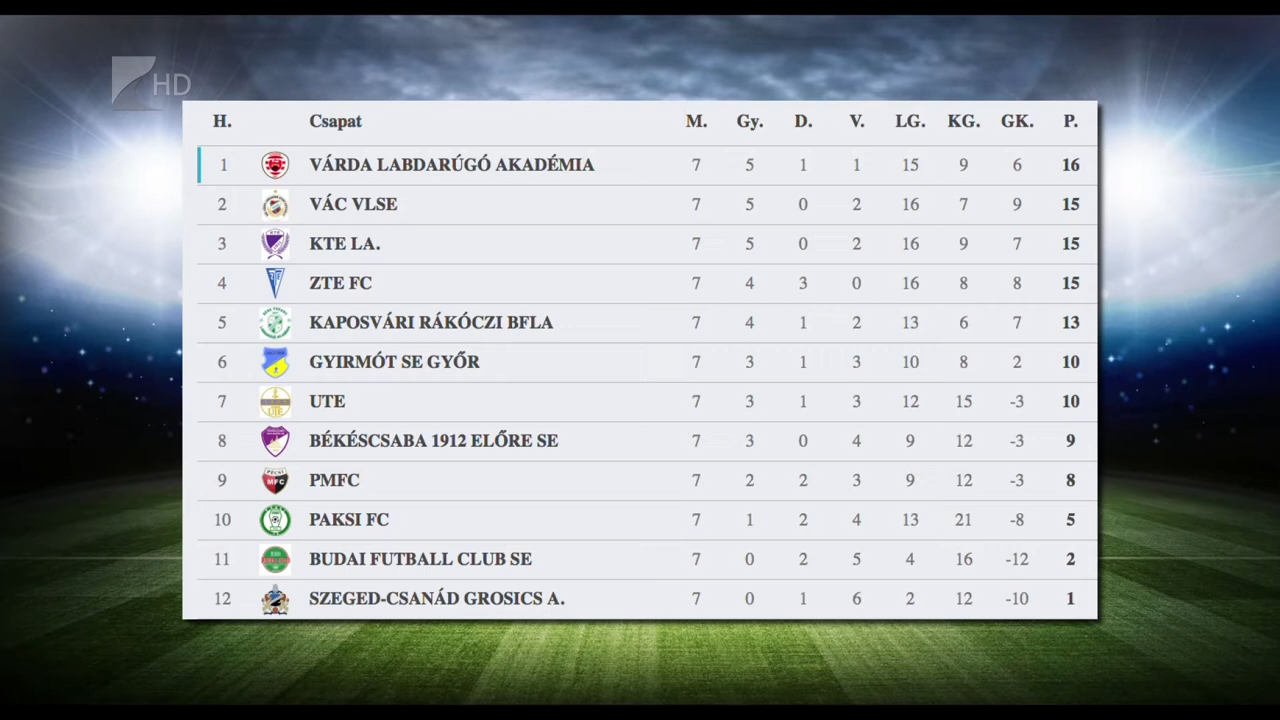 HD
H. Csapat M. Gy. D. V. LG. KG. GK. P.
1 VÁRDA LABDARÚGÓ AKADÉMIA 7 5 1 1 15 9 6 16
2 VÁC VLSE 7 5 0 2 16 7 9 15
3 KTE LA. 7 5 0 2 16 9 7 15
4 ZTE FC 7 4 3 0 16 8 8 15
5 KAPOSVÁRI RÁKÓCZI BFLA 7 4 1 2 13 6 7 13
6 GYIRMÓT SE GYŐR 7 3 1 3 10 8 2 10
7 UTE 7 3 1 3 12 15 -3 10
8 BÉKÉSCSABA 1912 ELŐRE SE 7 3 0 4 9 12 -3 9
9 PMFC 7 2 2 3 9 12 -3 8
10 PAKSI FC 7 1 2 4 13 21 -8 5
11 BUDAI FUTBALL CLUB SE 7 0 2 5 4 16 -12 2
12 SZEGED-CSANÁD GROSICS A. 7 0 1 6 2 12 -10 1